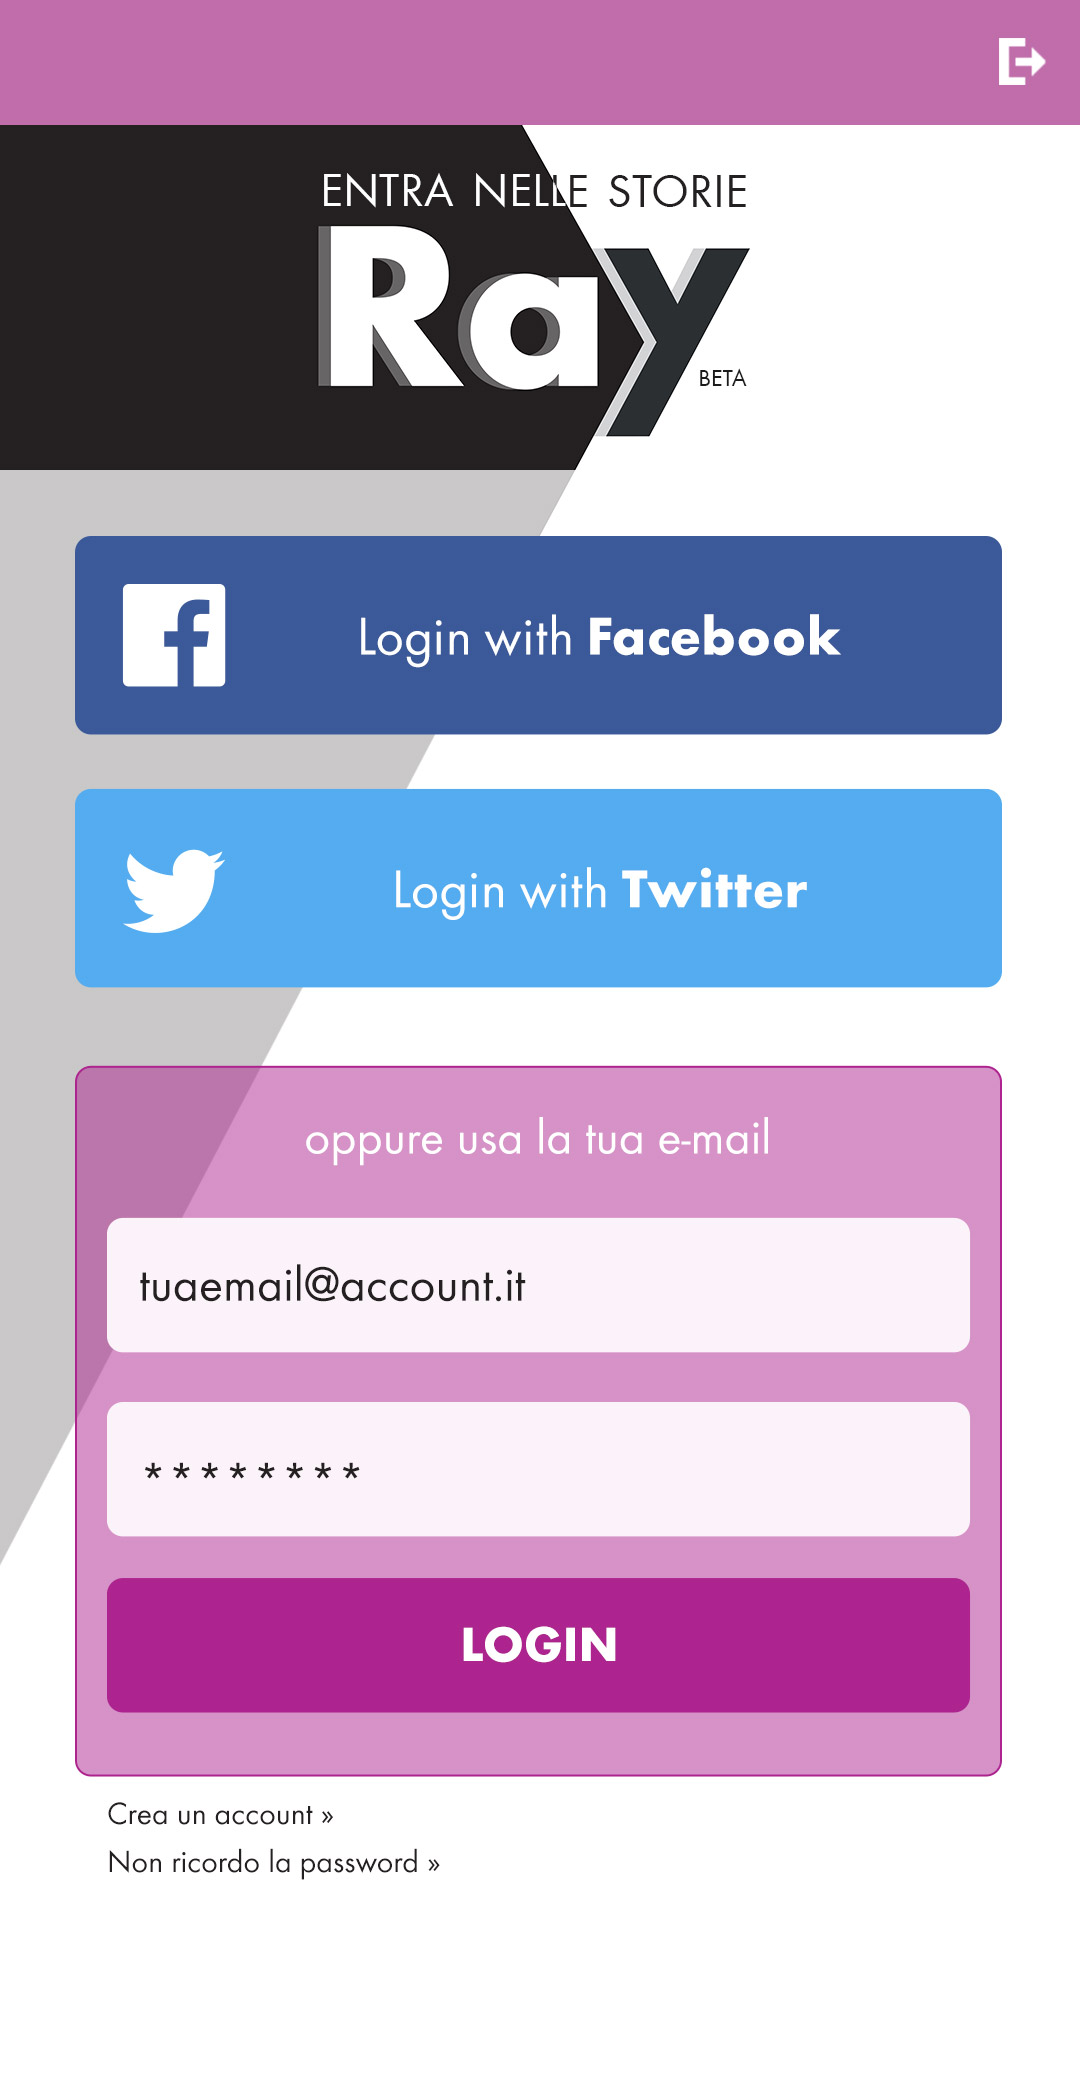 ENTRA NELLE STORIE
Ray
BETA
Login with Facebook
Login with Twitter
oppure usa la tua e-mail
tuaemail@account.it
********
LOGIN
Crea un account »
Non ricordo la password »